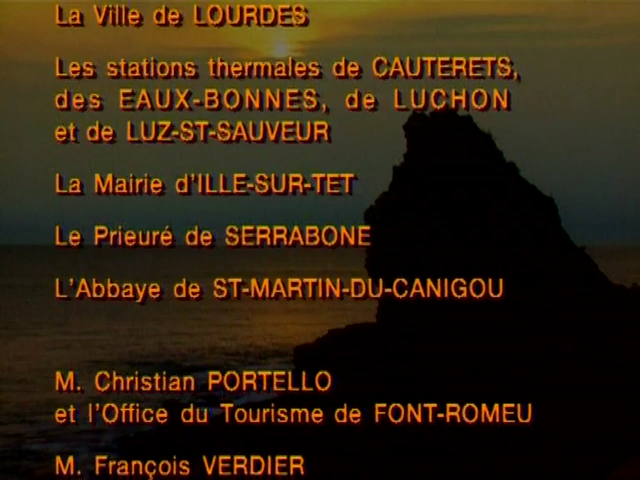 La Ville de LOURDES
Les stations thermales de CAUTERETS,
des EAUX-BONNES, de LUCHON
et de LUZ-ST-SAUVEUR
La Mairie d'ILLE-SUR-TET
Le Prieuré de SERRABONE
L'Abbaye de ST-MARTIN-DU-CANIGOU
M. Christian PORTELLO
et l'Office du Tourisme de FONT-ROMEU
M. François VERDIER